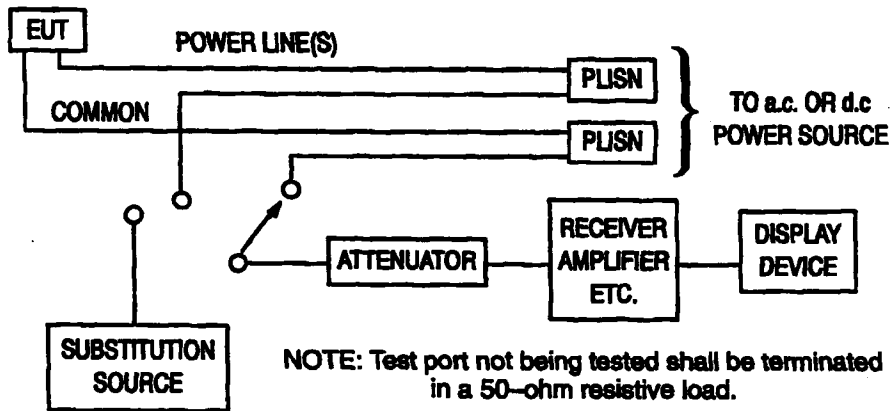 EUT
POWER LINE(S)
PLISN
COMMON
PLISN
TO a.c. OR d.c
POWER SOURCE
ATTENUATOR
RECEIVER
AMPLIFIER
ETC.
DISPLAY
DEVICE
SUBSTITUTION
SOURCE
NOTE: Test port not being tested shall be terminated
in a 50-ohm resistive load.